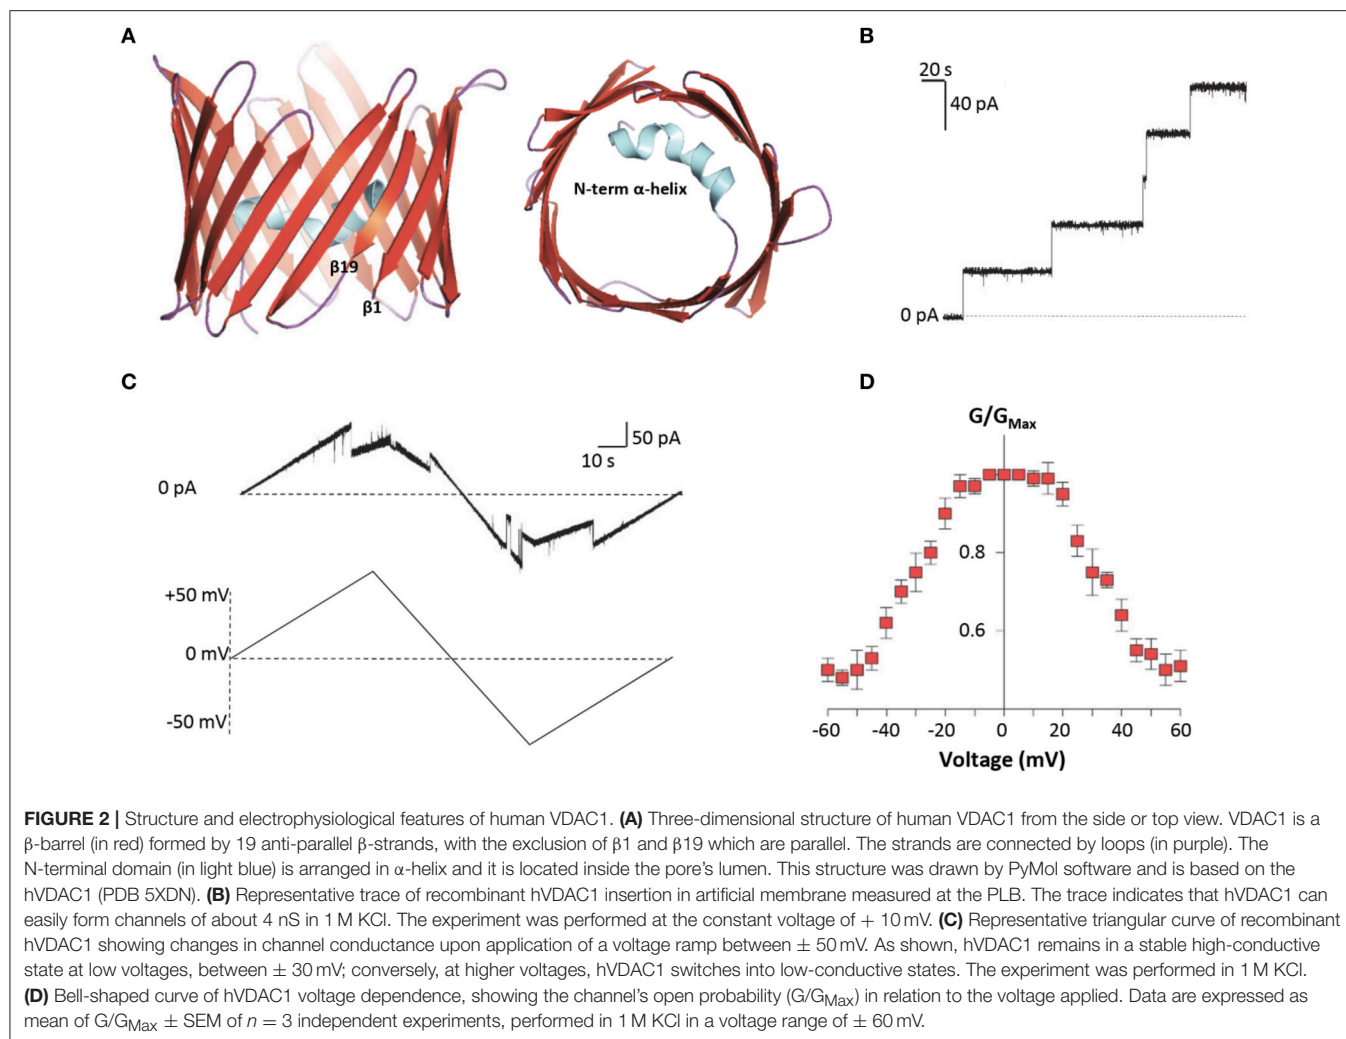 A
β19
β1
N-term α-helix
B
20 s
40 pA
0 pA
C
50 pA
10 s
0 pA
+50 mV
0 mV
-50 mV
D
G/GMax
0.8
0.6
-60 -40 -20 0 20 40 60
Voltage (mV)
FIGURE 2 | Structure and electrophysiological features of human VDAC1. (A) Three-dimensional structure of human VDAC1 from the side or top view. VDAC1 is a
β-barrel (in red) formed by 19 anti-parallel β-strands, with the exclusion of β1 and β19 which are parallel. The strands are connected by loops (in purple). The
N-terminal domain (in light blue) is arranged in α-helix and it is located inside the pore's lumen. This structure was drawn by PyMol software and is based on the
hVDAC1 (PDB 5XDN). (B) Representative trace of recombinant hVDAC1 insertion in artificial membrane measured at the PLB. The trace indicates that hVDAC1 can
easily form channels of about 4 nS in 1 M KCl. The experiment was performed at the constant voltage of + 10 mV. (C) Representative triangular curve of recombinant
hVDAC1 showing changes in channel conductance upon application of a voltage ramp between ± 50 mV. As shown, hVDAC1 remains in a stable high-conductive
state at low voltages, between ± 30 mV; conversely, at higher voltages, hVDAC1 switches into low-conductive states. The experiment was performed in 1 M KCl.
(D) Bell-shaped curve of hVDAC1 voltage dependence, showing the channel's open probability (G/GMax) in relation to the voltage applied. Data are expressed as
mean of G/GMax ± SEM of n = 3 independent experiments, performed in 1 M KCl in a voltage range of ± 60 mV.